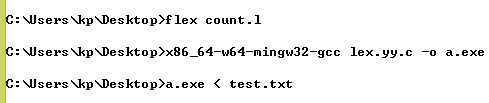 C:\Users\kp\Desktop>flex count.l
C:\Users\kp\Desktop>x86_64-w64-mingw32-gcc lex.yy.c -o a.exe
C:\Users\kp\Desktop>a.exe < test.txt